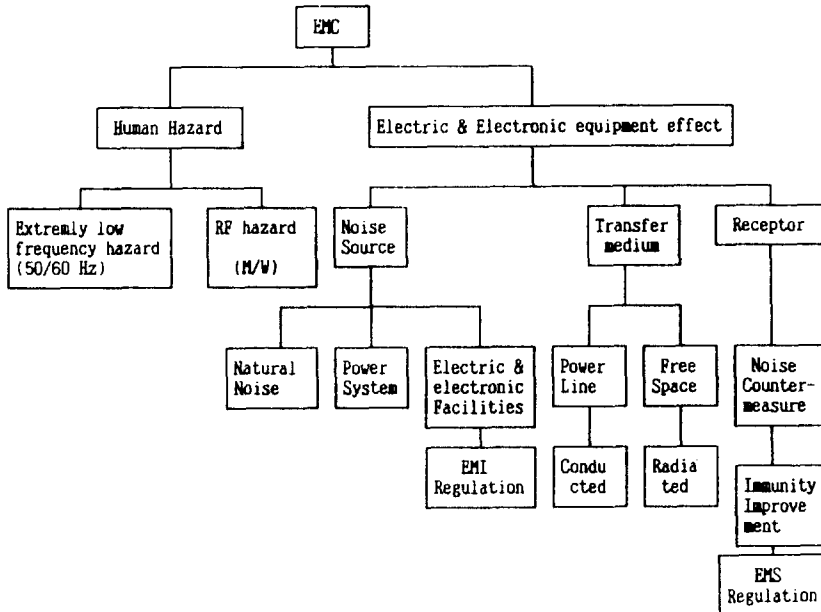 EMC
Human Hazard
Electric & Electronic equipment effect
Extremly low
frequency hazard
(50/60 Hz)
RF hazard
(M/W)
Noise
Source
Transfer
medium
Receptor
Natural
Noise
Power
System
Electric &
electronic
Facilities
Power
Line
Free
Space
Noise
Counter-
measure
EMI
Regulation
Condu
cted
Radia
ted
Immunity
Improve
ment
EMS
Regulation